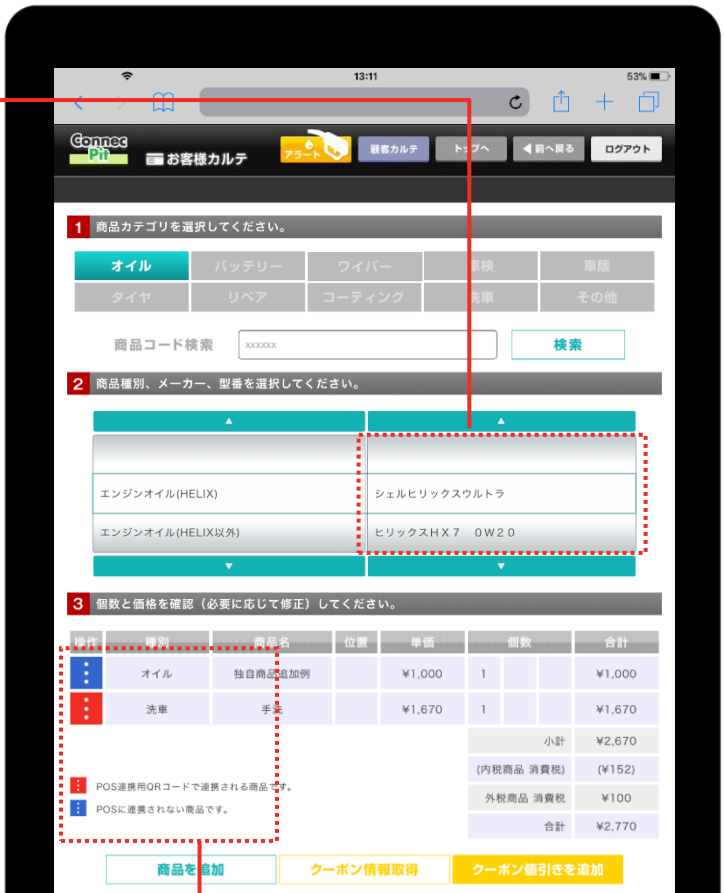 13:11
53%
Connec Pit
お客様カルテ
アラート
顧客カルテ
トップへ
◀前へ戻る
ログアウト
1 商品カテゴリを選択してください。
オイル バッテリー ワイパー 車検 車販
タイヤ リペア コーティング 洗車 その他
商品コード検索 xxxxxx 検索
2 商品種別、メーカー、型番を選択してください。
▲ ▲
エンジンオイル(HELIX) シェルヒリックスウルトラ
エンジンオイル(HELIX以外) ヒリックスHX7 0W20
▼ ▼
3 個数と価格を確認（必要に応じて修正）してください。
操作 種別 商品名 位置 単価 個数 合計
オイル 独自商品追加例 ¥1,000 1 ¥1,000
洗車 手洗 ¥1,670 1 ¥1,670
小計 ¥2,670
(内税商品 消費税) (¥152)
外税商品 消費税 ¥100
合計 ¥2,770
POS連携用QRコードで連携される商品です。
POSに連携されない商品です。
商品を追加 クーポン情報取得 クーポン値引きを追加